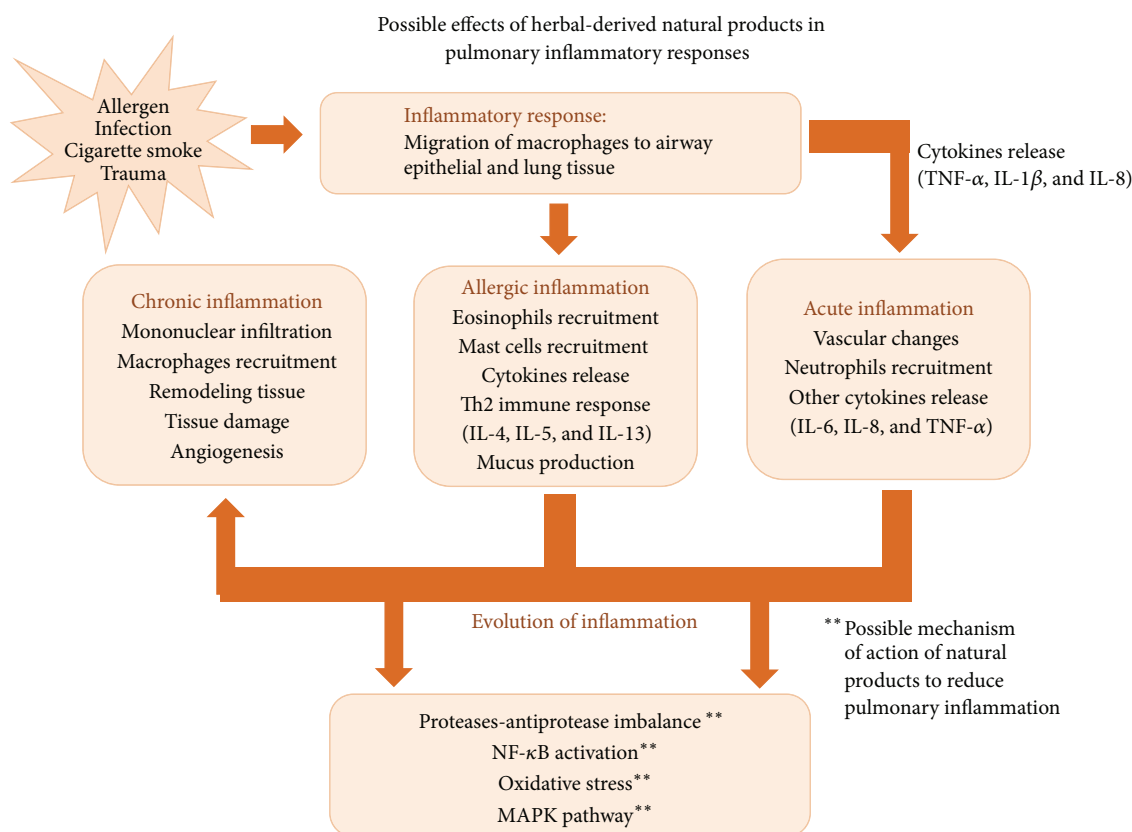 Possible effects of herbal-derived natural products in
pulmonary inflammatory responses
Allergen
Infection
Cigarette smoke
Trauma
Inflammatory response:
Migration of macrophages to airway
epithelial and lung tissue
Cytokines release
(TNF-α, IL-1β, and IL-8)
Chronic inflammation
Mononuclear infiltration
Macrophages recruitment
Remodeling tissue
Tissue damage
Angiogenesis
Allergic inflammation
Eosinophils recruitment
Mast cells recruitment
Cytokines release
Th2 immune response
(IL-4, IL-5, and IL-13)
Mucus production
Acute inflammation
Vascular changes
Neutrophils recruitment
Other cytokines release
(IL-6, IL-8, and TNF-α)
Evolution of inflammation
**Possible mechanism
of action of natural
products to reduce
pulmonary inflammation
Proteases-antiprotease imbalance**
NF-κB activation**
Oxidative stress**
MAPK pathway**